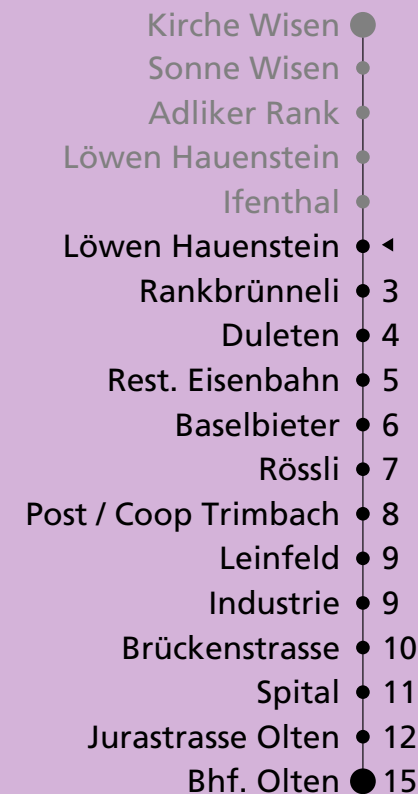 Kirche Wisen
Sonne Wisen
Adliker Rank
Löwen Hauenstein
Ifenthal
Löwen Hauenstein
Rankbrünneli 3
Duleten 4
Rest. Eisenbahn 5
Baselbieter 6
Rössli 7
Post / Coop Trimbach 8
Leinfeld 9
Industrie 9
Brückenstrasse 10
Spital 11
Jurastrasse Olten 12
Bhf. Olten 15